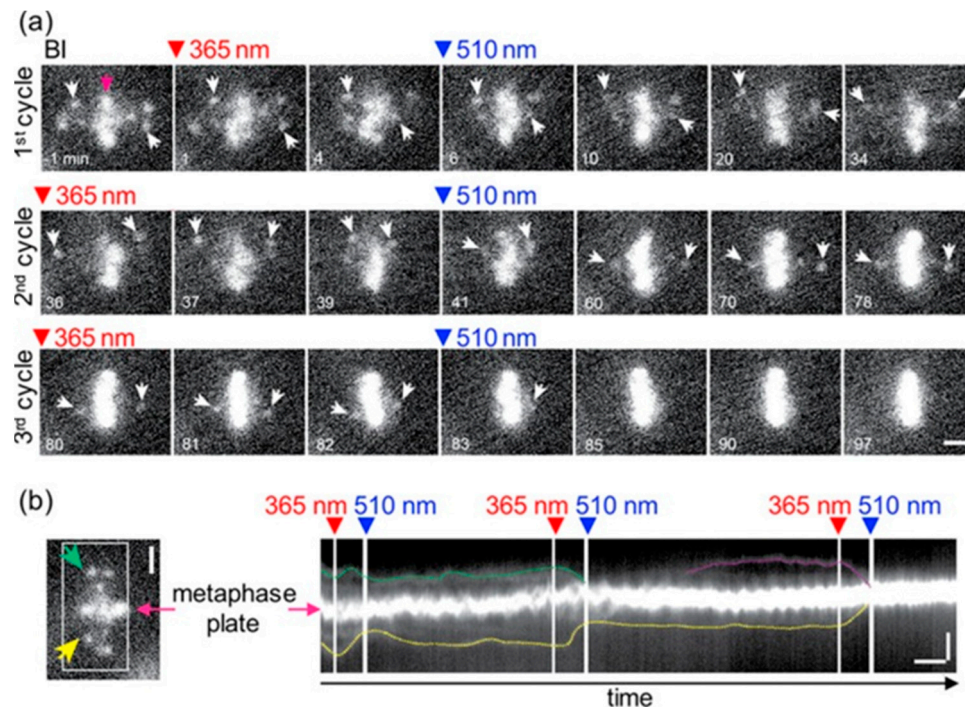 (a)
BI ▼ 365 nm ▼ 510 nm
1st cycle
-1 min 1 4 6 10 20 34
▼ 365 nm ▼ 510 nm
2nd cycle
36 37 39 41 60 70 78
▼ 365 nm ▼ 510 nm
3rd cycle
80 81 82 83 85 90 97
(b)
365 nm 510 nm 365 nm 510 nm 365 nm 510 nm
metaphase
plate
time